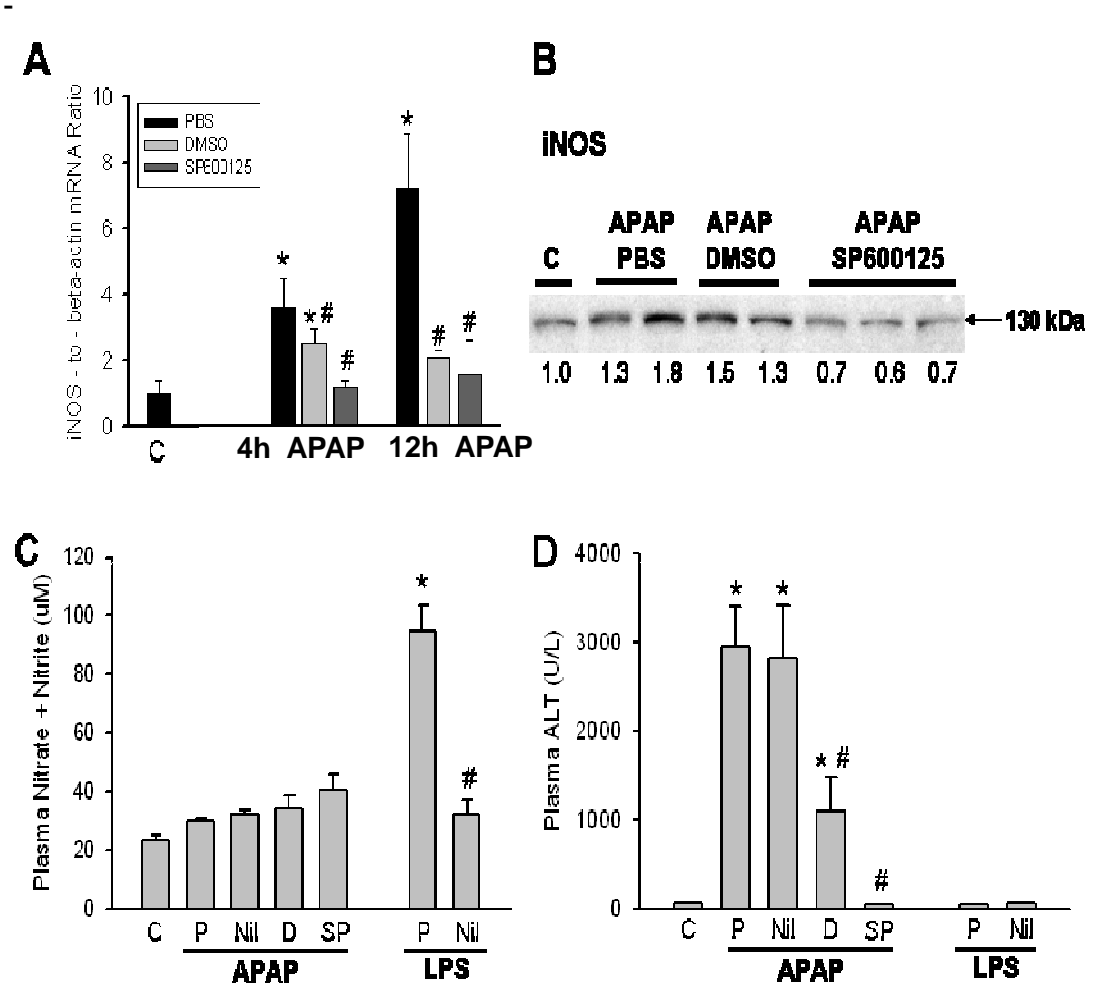 -
A
iNOS - to - beta-actin mRNA Ratio
10
8
6
4
2
0
PBS
DMSO
SP600125
*
* #
#
*
#
#
C
4h APAP
12h APAP
B
iNOS
APAP APAP APAP
C PBS DMSO SP600125
130 kDa
1.0 1.3 1.8 1.5 1.3 0.7 0.6 0.7
C
Plasma Nitrate + Nitrite (uM)
120
100
80
60
40
20
0
*
#
C P Nil D SP P Nil
APAP LPS
D
Plasma ALT (U/L)
4000
3000
2000
1000
0
* *
* #
#
C P Nil D SP P Nil
APAP LPS